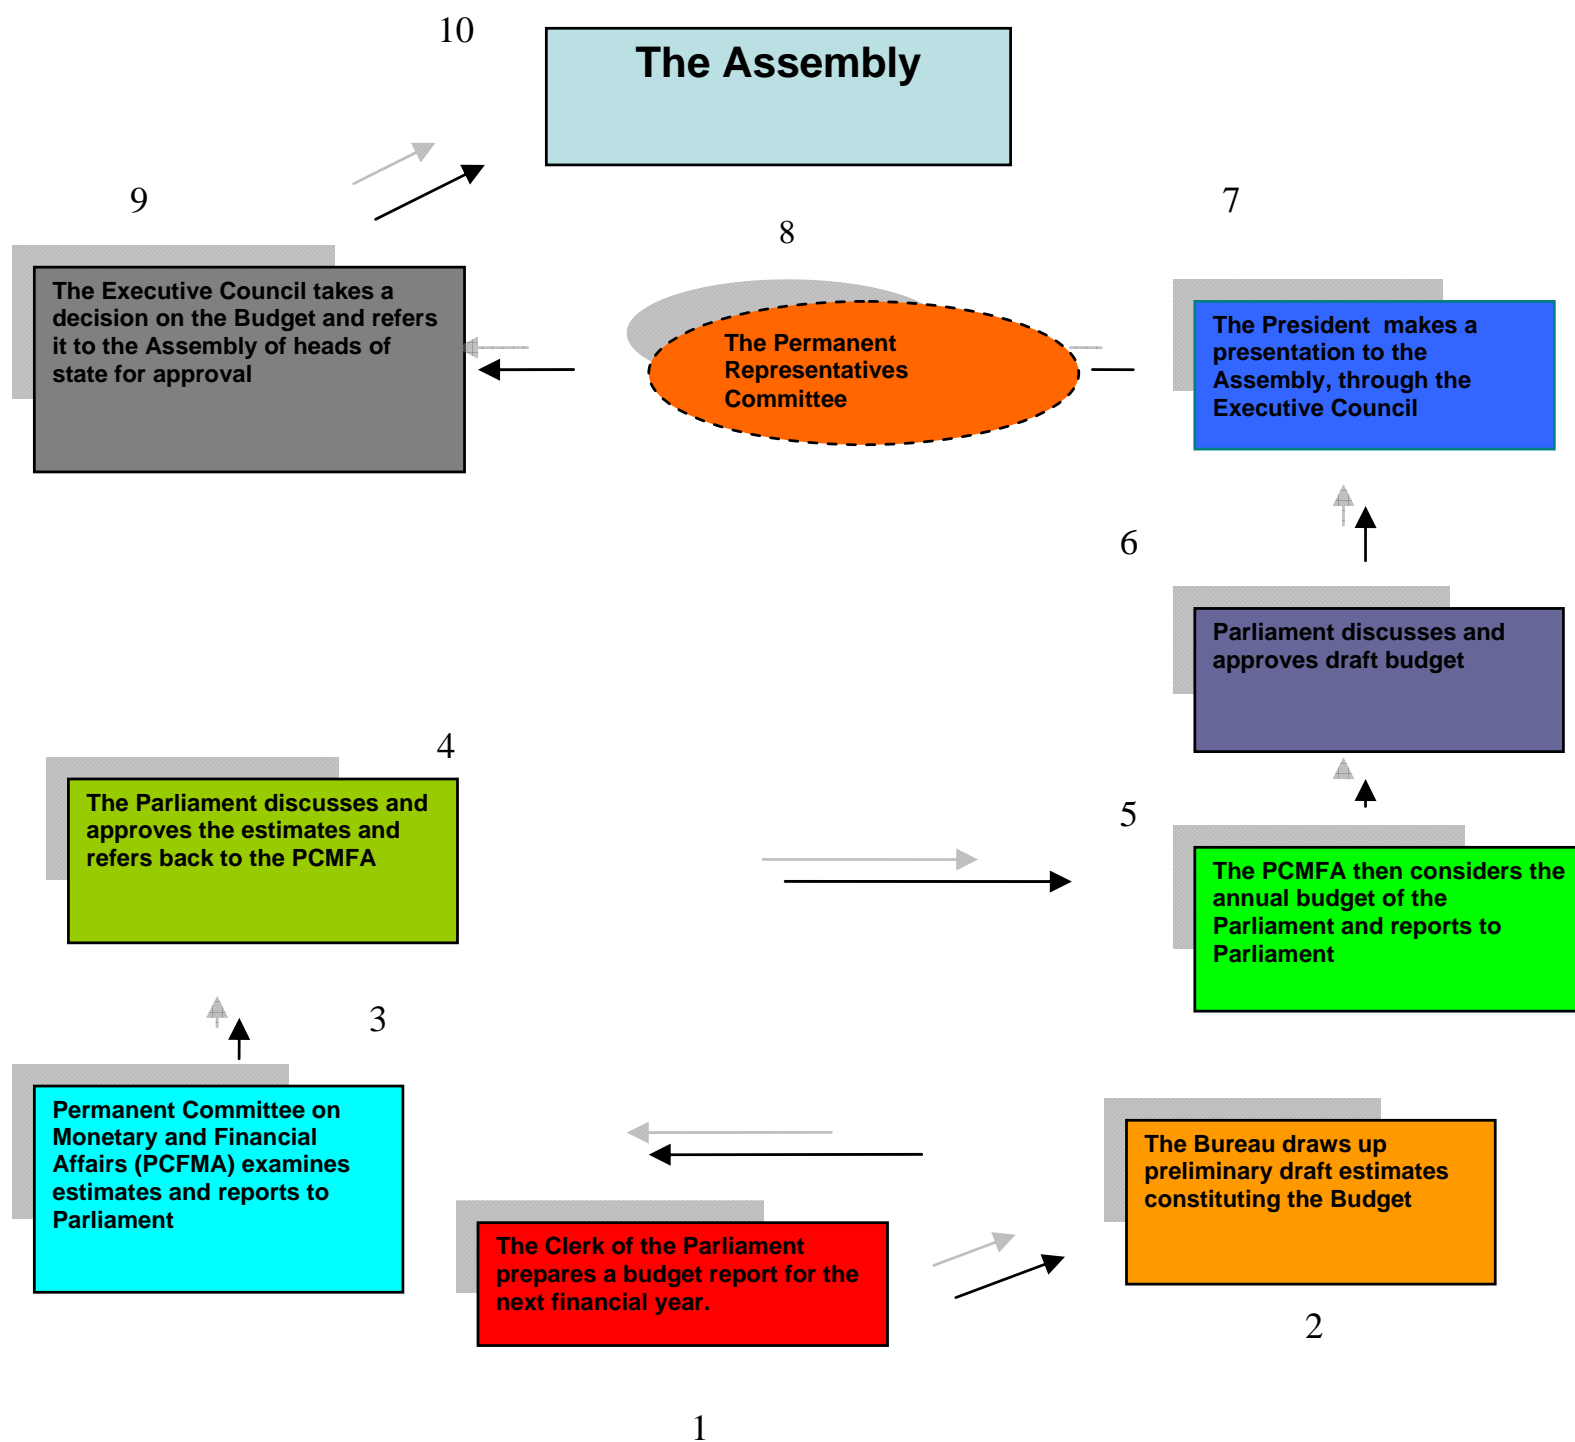 10
The Assembly
9
7
8
The Executive Council takes a
decision on the Budget and refers
it to the Assembly of heads of
state for approval
The Permanent
Representatives
Committee
The President makes a
presentation to the
Assembly, through the
Executive Council
6
Parliament discusses and
approves draft budget
4
The Parliament discusses and
approves the estimates and
refers back to the PCMFA
5
The PCMFA then considers the
annual budget of the
Parliament and reports to
Parliament
3
Permanent Committee on
Monetary and Financial
Affairs (PCFMA) examines
estimates and reports to
Parliament
The Bureau draws up
preliminary draft estimates
constituting the Budget
The Clerk of the Parliament
prepares a budget report for the
next financial year.
2
1